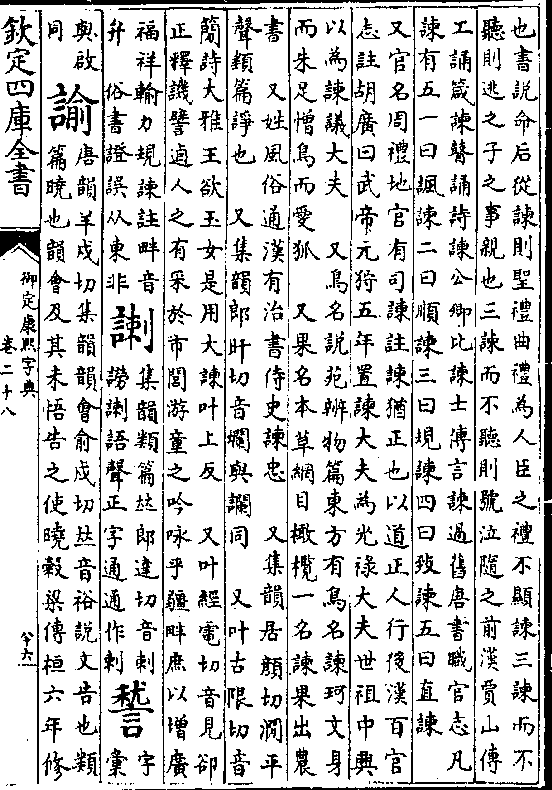 也書說命后從諫則聖禮曲禮為人臣之禮不顯諫三諫而不
聽則逃之子之事親也三諫而不聽則號泣隨之前漢賈山傳
工誦箴諫瞽誦詩諫公卿比諫士傳言諫過舊唐書職官志凡
諫有五一曰諷諫二曰順諫三曰規諫四曰致諫五曰直諫
又官名周禮地官有司諫註諫猶正也以道正人行後漢百官
志註胡廣曰武帝元狩五年置諫大夫為光祿大夫世祖中興
以為諫議大夫　又鳥名說苑辨物篇東方有鳥名諫珂文身
而朱足憎鳥而愛狐　又果名本草綱目橄欖一名諫果出農
書　又姓風俗通漢有治書侍史諫忠　又集韻居顏切澗平
聲類篇諍也　又集韻郎旰切音爛與讕同　又叶古限切音
簡詩大雅王欲玉女是用大諫叶上反　又叶經電切音見郤
正釋譏譬遒人之有采於市閭游童之吟咏乎疆畔庶以增廣
福祥輸力規諫註畔音　字
升　俗書證誤从東非　𧧒　集韻類篇𠀤郎達切音剌
謗𧧒語聲正字通通作剌　䛽　彙
與啟
同　諭　唐韻羊戍切集韻韻會俞戍切𠀤音裕說文告也類
篇曉也韻會及其未悟告之使曉穀梁傳桓六年修
欽定四庫全書
御定康熙字典
卷二十八
六